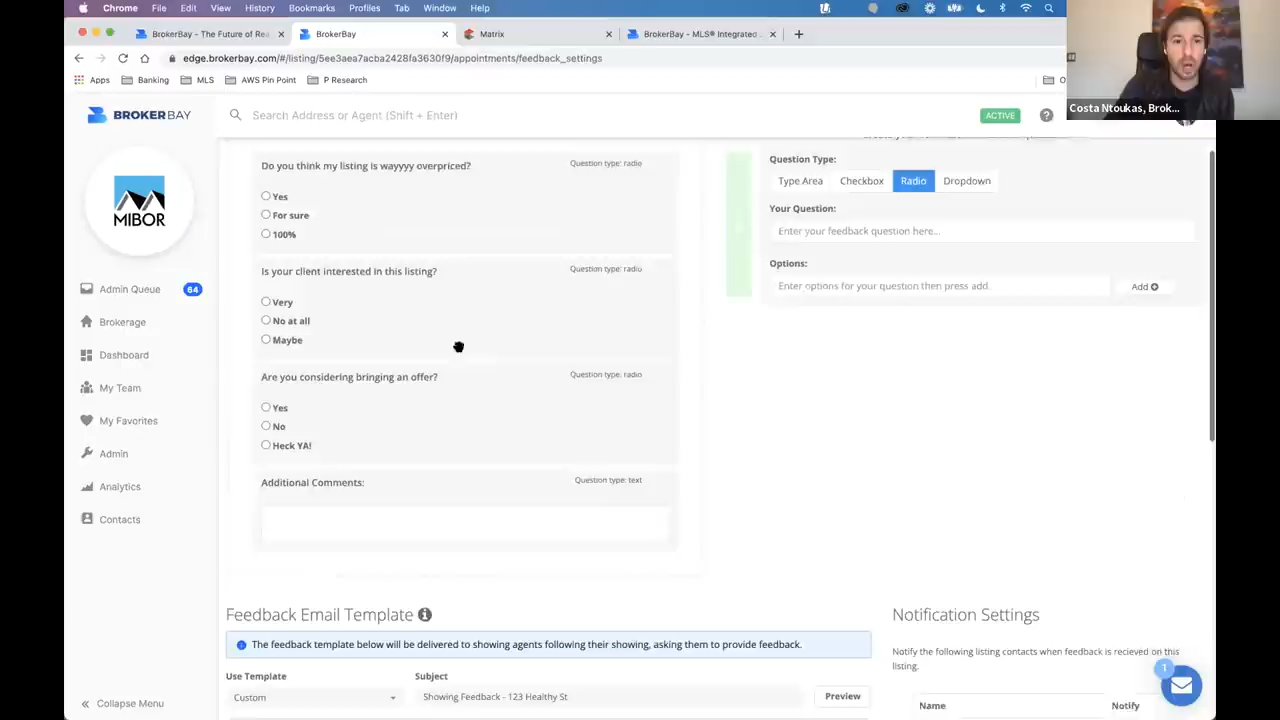 Chrome File Edit View History Bookmarks Profiles Tab Window Help
BrokerBay - The Future of Rea
BrokerBay
Matrix
BrokerBay - MLS® Integrated
edge.brokerbay.com/#/listing/5ee3aea7acba2428fa3630f9/appointments/feedback_settings
Apps Banking MLS AWS Pin Point P Research
Costa Ntoukas, Brok...
BROKERBAY
Search Address or Agent (Shift + Enter)
ACTIVE
MIBOR
Admin Queue 64
Brokerage
Dashboard
My Team
My Favorites
Admin
Analytics
Contacts
Collapse Menu
Do you think my listing is wayyyy overpriced? Question type: radio
Yes
For sure
100%
Is your client interested in this listing? Question type: radio
Very
No at all
Maybe
Are you considering bringing an offer? Question type: radio
Yes
No
Heck YA!
Additional Comments: Question type: text
Question Type:
Type Area Checkbox Radio Dropdown
Your Question:
Enter your feedback question here...
Options:
Enter options for your question then press add. Add
Feedback Email Template
The feedback template below will be delivered to showing agents following their showing, asking them to provide feedback.
Use Template Subject
Custom Showing Feedback - 123 Healthy St Preview
Notification Settings
Notify the following listing contacts when feedback is recieved on this
listing.
Name Notify
1